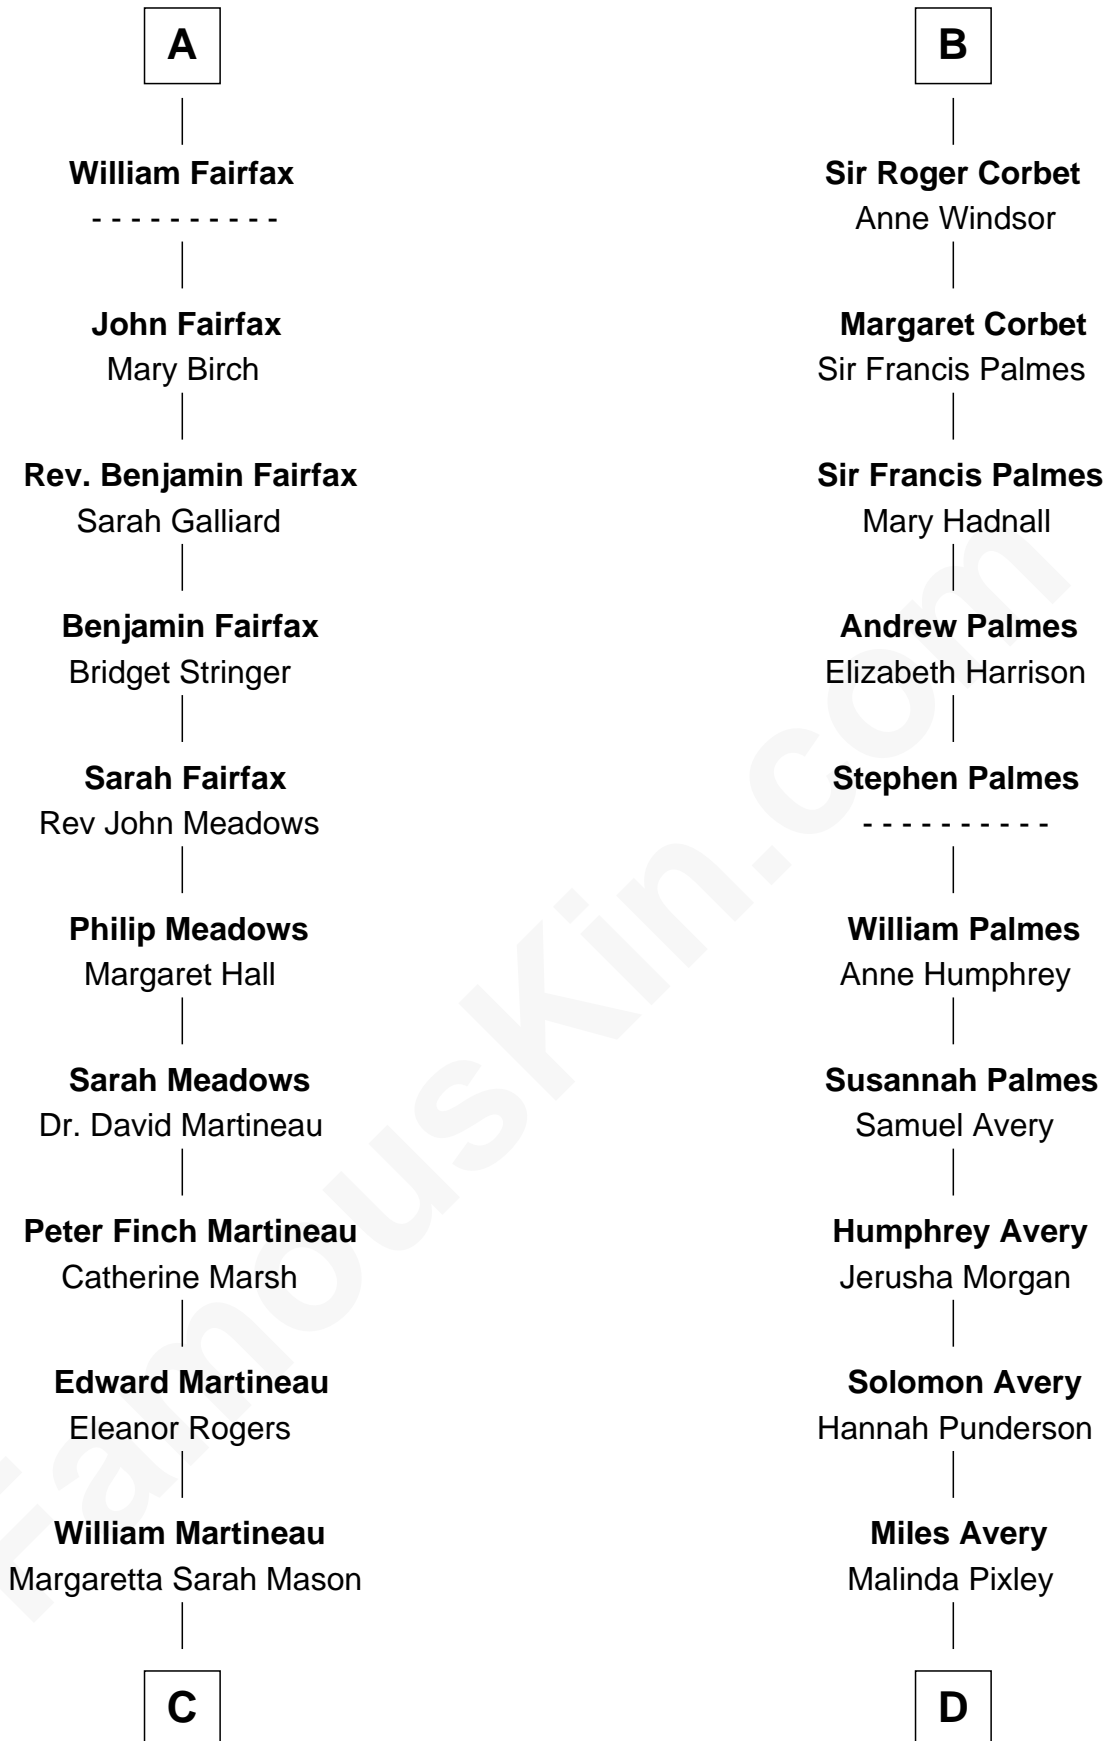 A
William Fairfax
- - - - - - - - - -
John Fairfax
Mary Birch
Rev. Benjamin Fairfax
Sarah Galliard
Benjamin Fairfax
Bridget Stringer
Sarah Fairfax
Rev John Meadows
Philip Meadows
Margaret Hall
Sarah Meadows
Dr. David Martineau
Peter Finch Martineau
Catherine Marsh
Edward Martineau
Eleanor Rogers
William Martineau
Margaretta Sarah Mason
C
B
Sir Roger Corbet
Anne Windsor
Margaret Corbet
Sir Francis Palmes
Sir Francis Palmes
Mary Hadnall
Andrew Palmes
Elizabeth Harrison
Stephen Palmes
- - - - - - - - - -
William Palmes
Anne Humphrey
Susannah Palmes
Samuel Avery
Humphrey Avery
Jerusha Morgan
Solomon Avery
Hannah Punderson
Miles Avery
Malinda Pixley
D
FamousKin.com